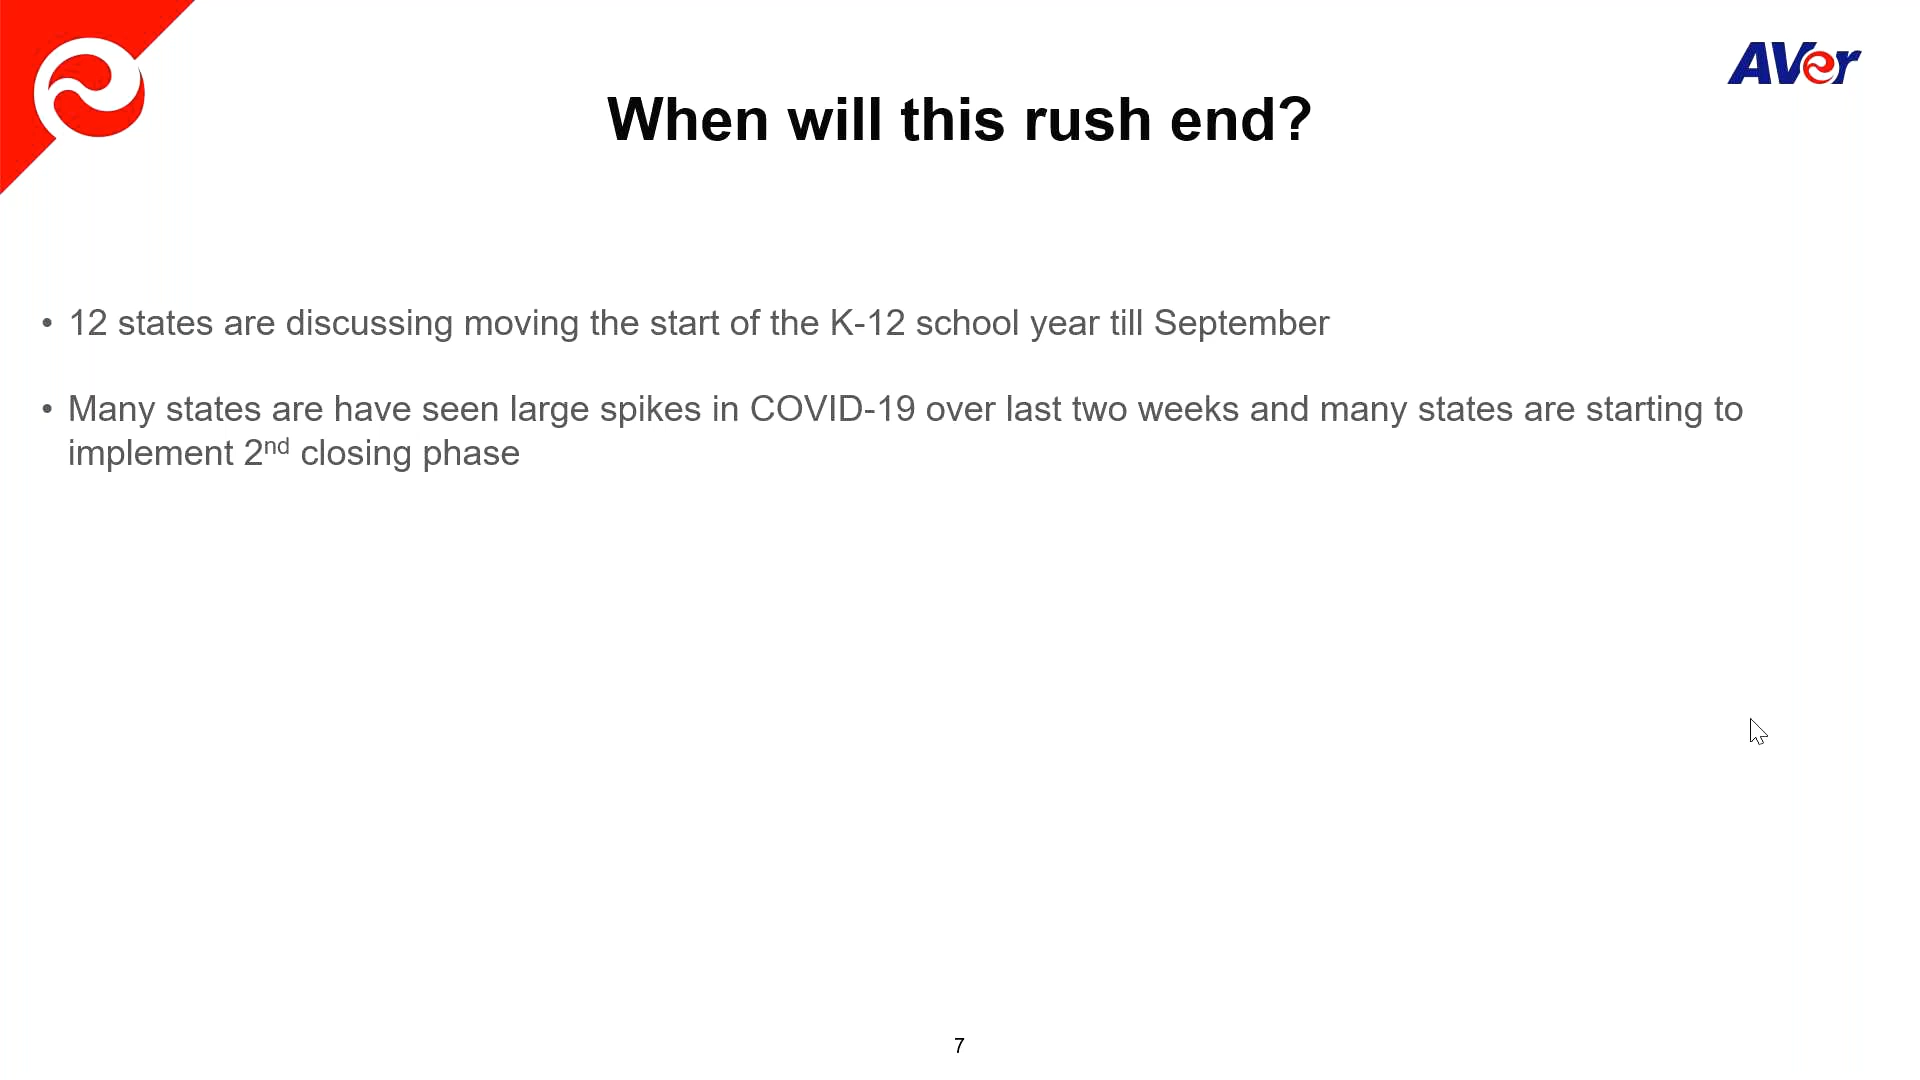 AVer
When will this rush end?
• 12 states are discussing moving the start of the K-12 school year till September
• Many states are have seen large spikes in COVID-19 over last two weeks and many states are starting to
implement 2nd closing phase
7